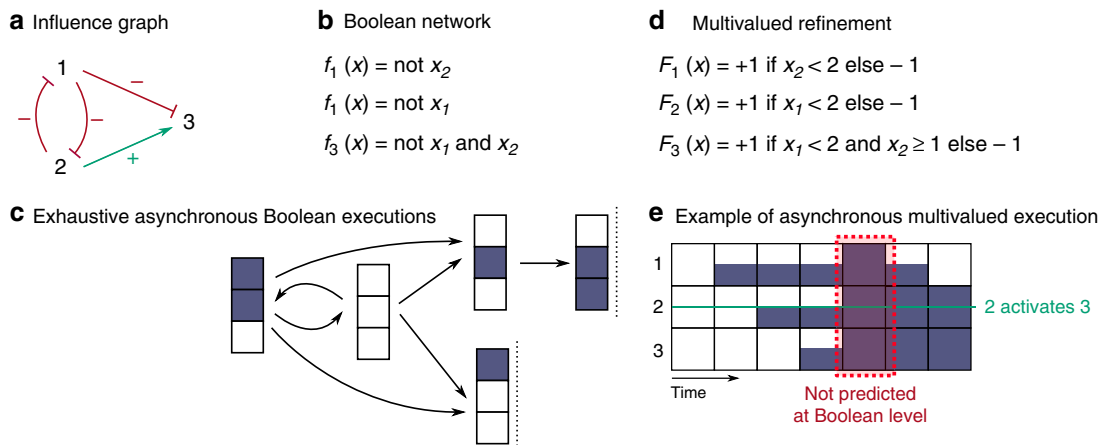 a Influence graph
1
−
−
−
3
2
+
b Boolean network
f1 (x) = not x2
f1 (x) = not x1
f3 (x) = not x1 and x2
d Multivalued refinement
F1 (x) = +1 if x2 < 2 else − 1
F2 (x) = +1 if x1 < 2 else − 1
F3 (x) = +1 if x1 < 2 and x2 ≥ 1 else − 1
c Exhaustive asynchronous Boolean executions
e Example of asynchronous multivalued execution
1
2
2 activates 3
3
Time
Not predicted
at Boolean level